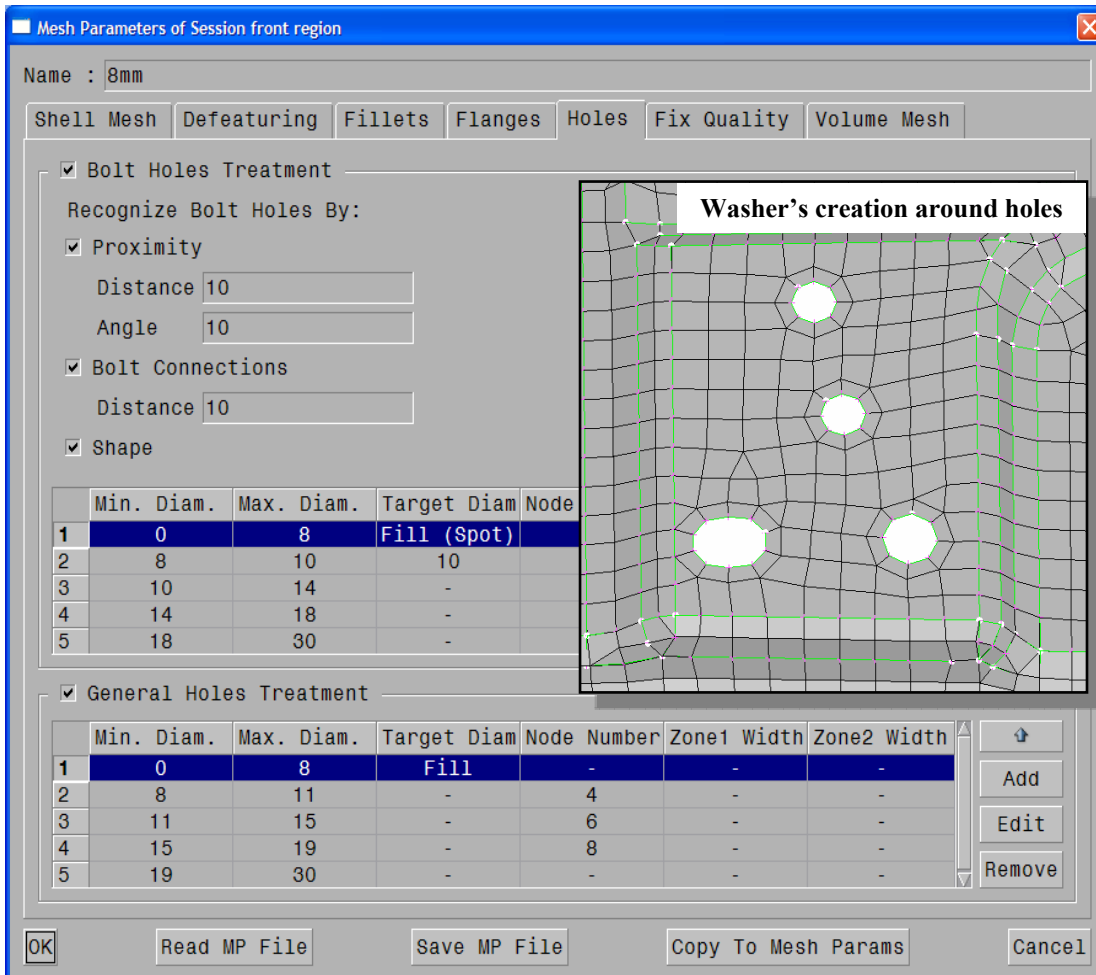 Mesh Parameters of Session front region
Name : 8mm
Shell Mesh Defeaturing Fillets Flanges Holes Fix Quality Volume Mesh
Bolt Holes Treatment
Washer's creation around holes
Recognize Bolt Holes By:
Proximity
Distance 10
Angle 10
Bolt Connections
Distance 10
Shape
Min. Diam. Max. Diam. Target Diam Node
1 0 8 Fill (Spot)
2 8 10 10
3 10 14 -
4 14 18 -
5 18 30 -
General Holes Treatment
Min. Diam. Max. Diam. Target Diam Node Number Zone1 Width Zone2 Width
1 0 8 Fill - - -
2 8 11 - 4 - -
3 11 15 - 6 - -
4 15 19 - 8 - -
5 19 30 - - - -
Add
Edit
Remove
OK Read MP File Save MP File Copy To Mesh Params Cancel